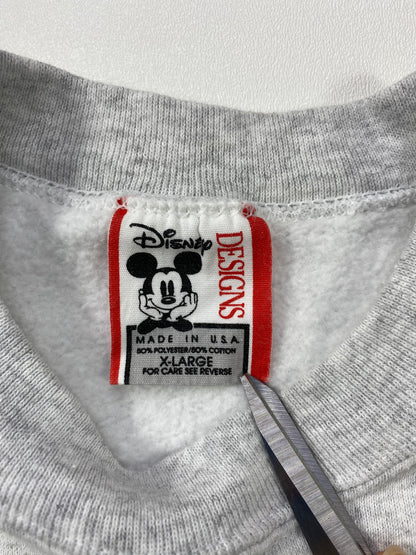 Disney
DESIGNS
MADE IN U.S.A.
50% POLYESTER/50% COTTON
X-LARGE
FOR CARE SEE REVERSE